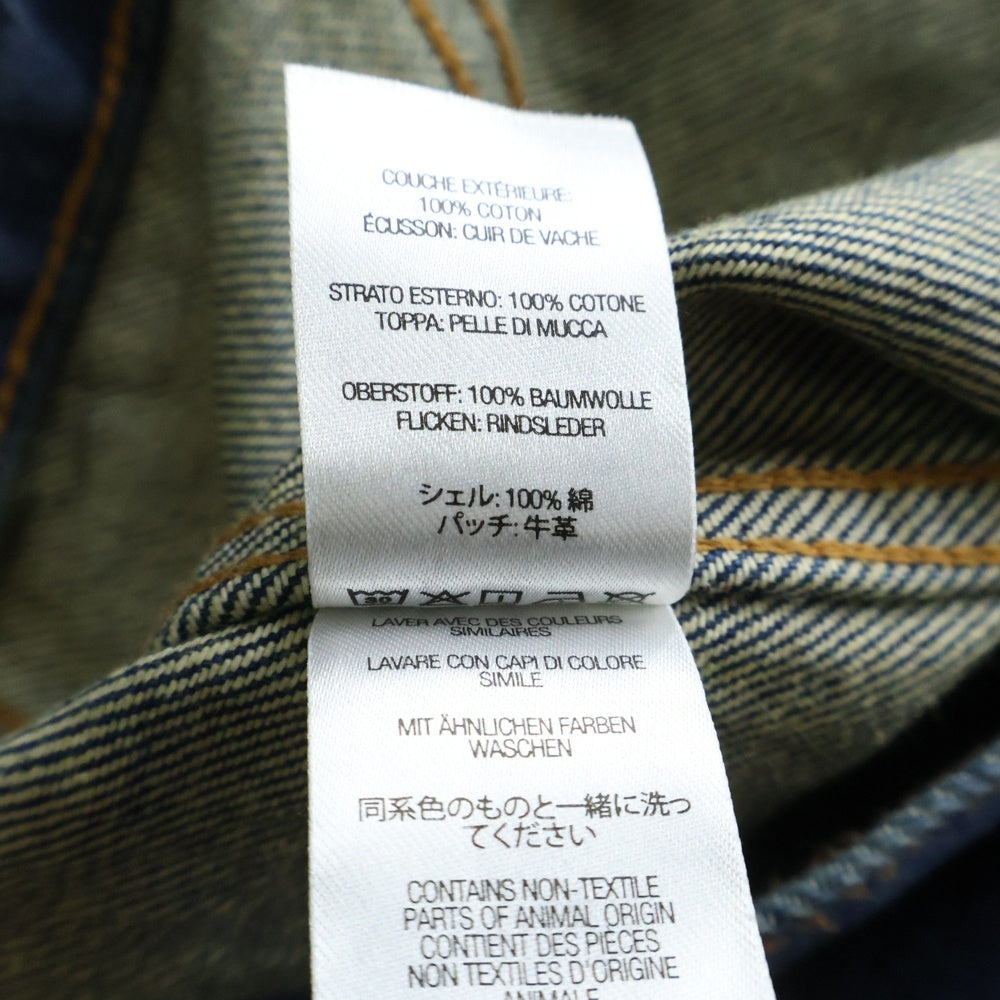 COUCHE EXTÉRIEURE:
100% COTON
ÉCUSSON: CUIR DE VACHE
STRATO ESTERNO: 100% COTONE
TOPPA: PELLE DI MUCCA
OBERSTOFF: 100% BAUMWOLLE
FLICKEN: RINDSLEDER
シェル: 100% 綿
パッチ: 牛革
30
LAVER AVEC DES COULEURS
SIMILAIRES
LAVARE CON CAPI DI COLORE
SIMILE
MIT ÄHNLICHEN FARBEN
WASCHEN
同系色のものと一緒に洗っ
てください
CONTAINS NON-TEXTILE
PARTS OF ANIMAL ORIGIN
CONTIENT DES PIÈCES
NON TEXTILES D'ORIGINE
ANIMALE